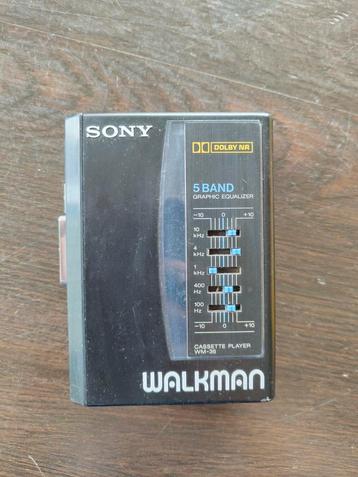 SONY
DOLBY NR
5 BAND
GRAPHIC EQUALIZER
-10 0 +10
10 kHz
4 kHz
1 kHz
400 Hz
100 Hz
-10 0 +10
CASSETTE PLAYER
WM-36
WALKMAN